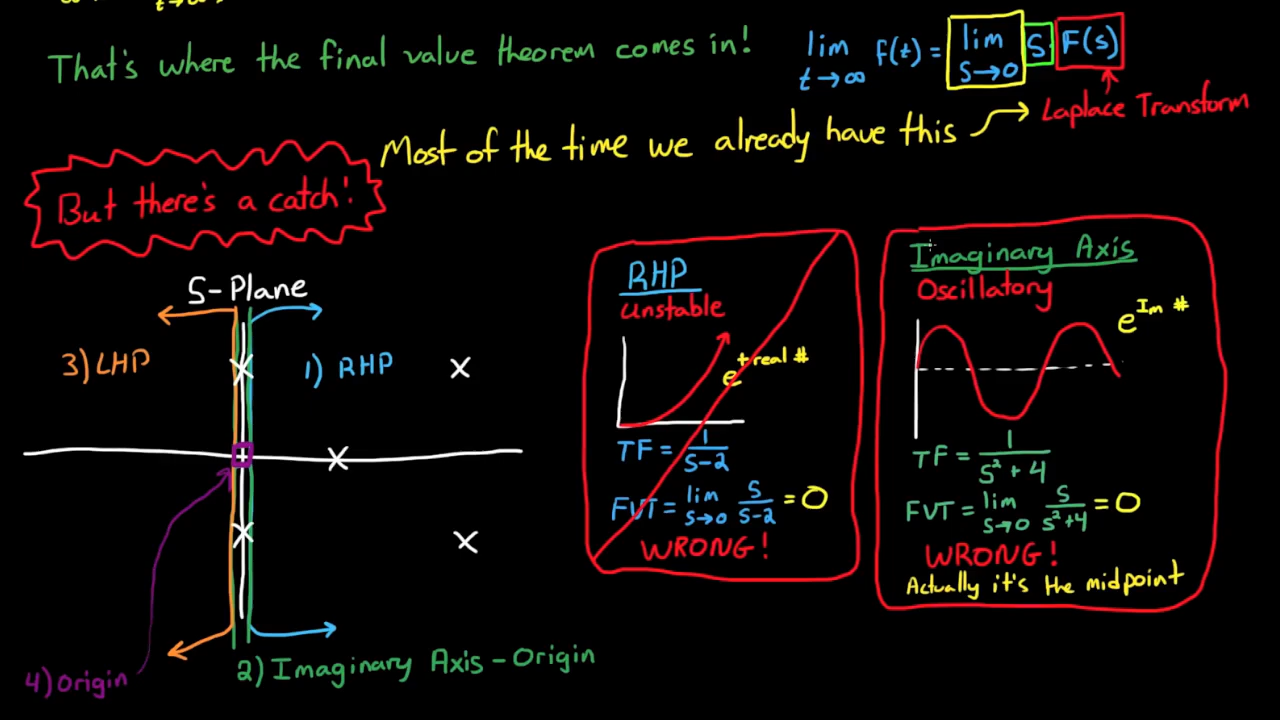 t→∞
That's where the final value theorem comes in!
lim t→∞ f(t) = lim s→0 S F(s)
Most of the time we already have this
Laplace Transform
But there's a catch!
S-Plane
3) LHP
1) RHP
4) Origin
2) Imaginary Axis - Origin
RHP
Unstable
e^+real #
TF = 1/(s-2)
FVT = lim s→0 s/(s-2) = 0
WRONG!
Imaginary Axis
Oscillatory
e^Im #
TF = 1/(s²+4)
FVT = lim s→0 s/(s²+4) = 0
WRONG!
Actually it's the midpoint